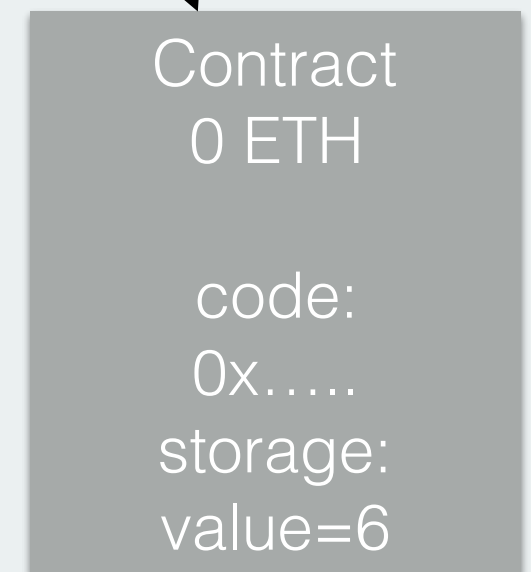 Contract
0 ETH
code:
0x.....
storage:
value=6